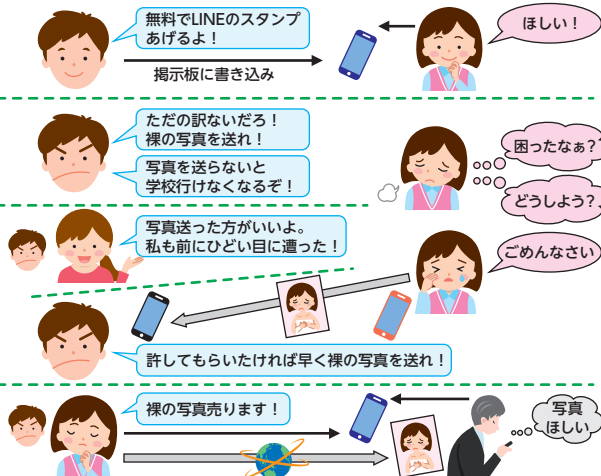 無料でLINEのスタンプ
あげるよ！
ほしい！
掲示板に書き込み
ただの訳ないだろ！
裸の写真を送れ！
写真を送らないと
学校行けなくなるぞ！
困ったなぁ？
どうしよう？
写真送った方がいいよ。
私も前にひどい目に遭った！
ごめんなさい
許してもらいたければ早く裸の写真を送れ！
裸の写真売ります！
写真
ほしい